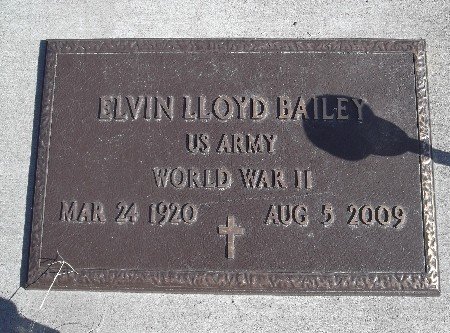 ELVIN LLOYD BAILEY
US ARMY
WORLD WAR II
MAR 24 1920 AUG 5 2009